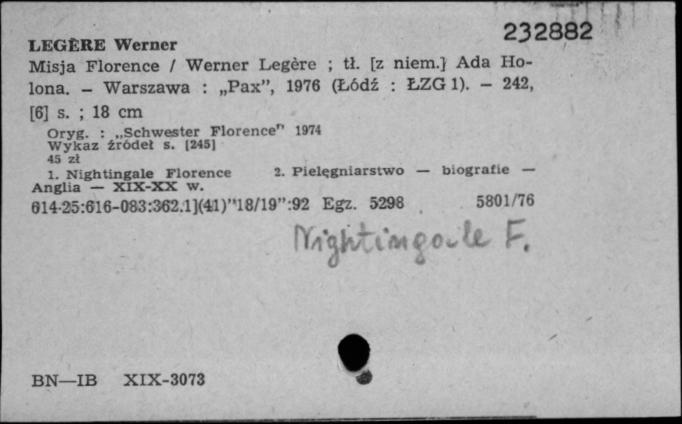 232882
LEGÈRE Werner
Misja Florence / Werner Legère ; tł. [z niem.] Ada Ho-
lona. — Warszawa : „Pax”, 1976 (Łódź : ŁZG 1). — 242,
[6] s. ; 18 cm
Oryg. : „Schwester Florence” 1974
Wykaz źródeł s. [245]
45 zł
1. Nightingale Florence 2. Pielęgniarstwo — biografie —
Anglia — XIX-XX w.
614-25:616-083:362.1](41)”18/19”:92 Egz. 5298 5801/76
Nightingale F.
BN—IB XIX-3073